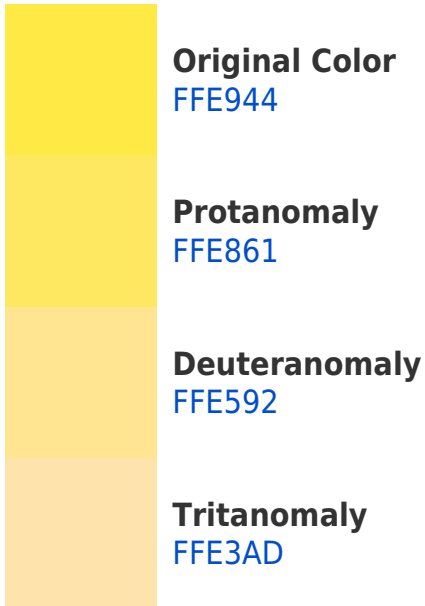 Original Color
FFE944
Protanomaly
FFE861
Deuteranomaly
FFE592
Tritanomaly
FFE3AD